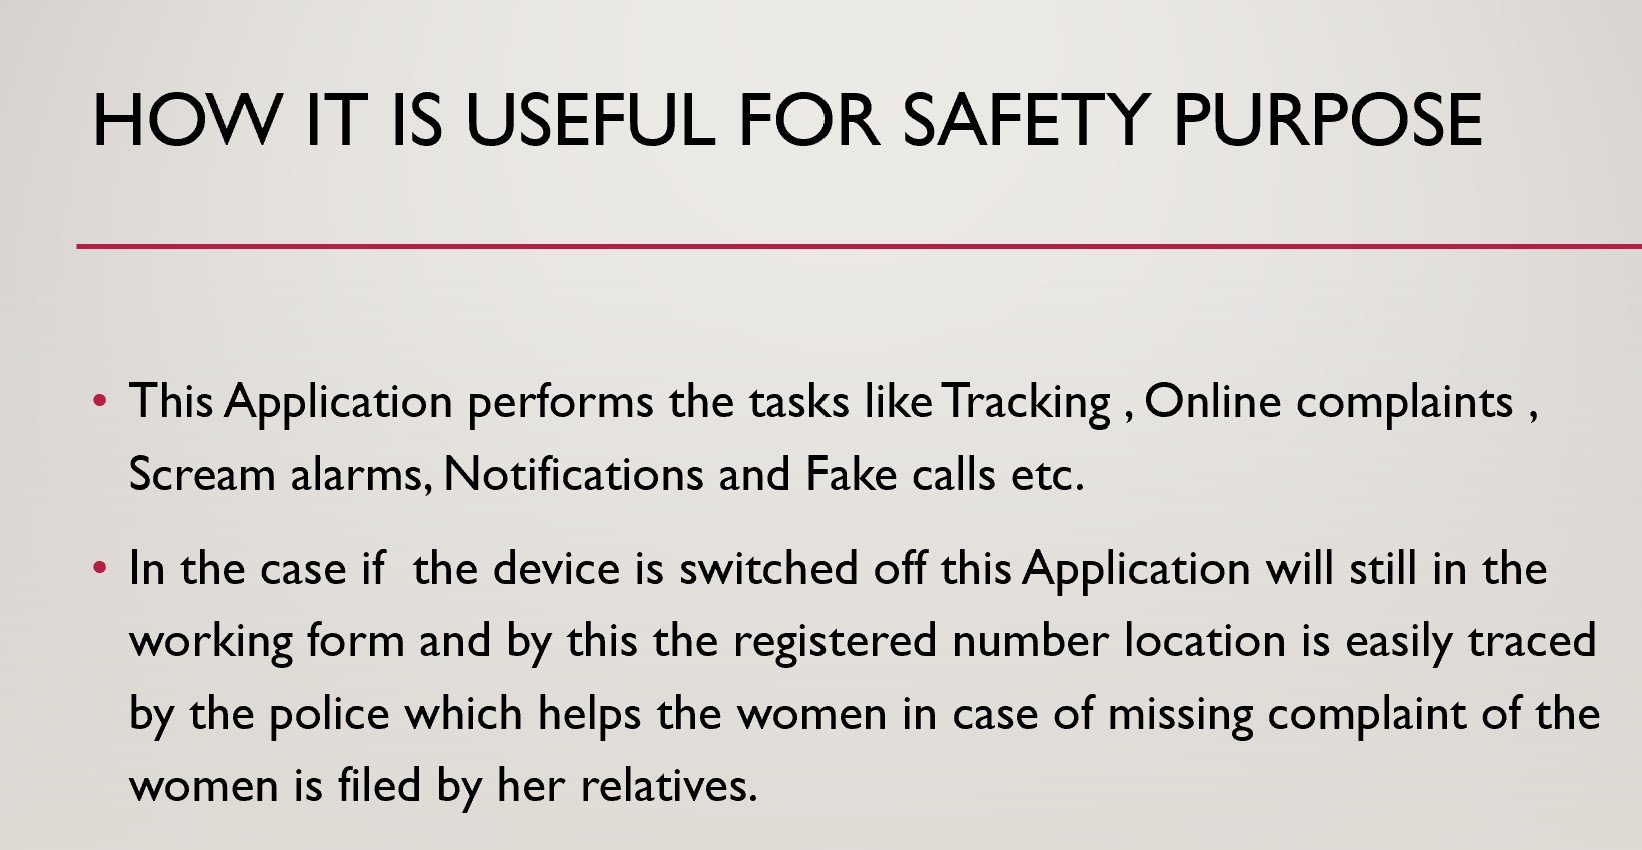 HOW IT IS USEFUL FOR SAFETY PURPOSE
• This Application performs the tasks like Tracking , Online complaints ,
Scream alarms, Notifications and Fake calls etc.
• In the case if  the device is switched off this Application will still in the
working form and by this the registered number location is easily traced
by the police which helps the women in case of missing complaint of the
women is filed by her relatives.